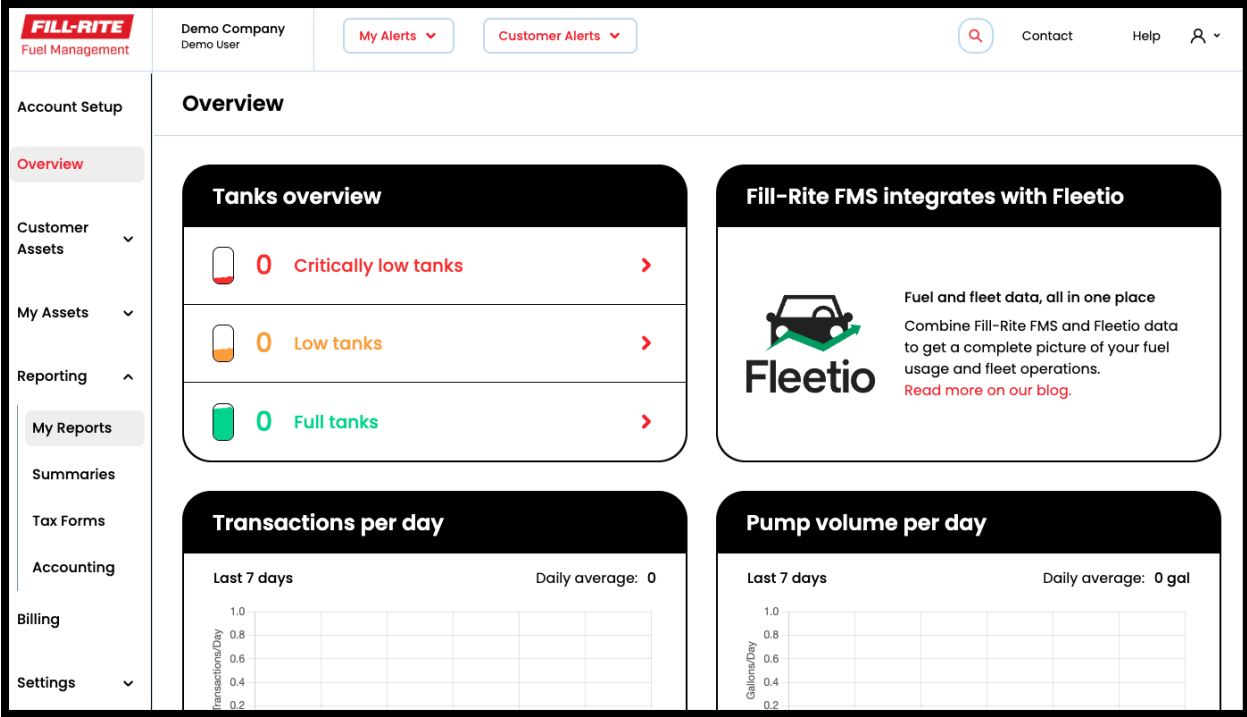 FILL-RITE
Fuel Management
Demo Company
Demo User
My Alerts
Customer Alerts
Contact
Help
Account Setup
Overview
Customer
Assets
My Assets
Reporting
My Reports
Summaries
Tax Forms
Accounting
Billing
Settings
Overview
Tanks overview
0 Critically low tanks
0 Low tanks
0 Full tanks
Fill-Rite FMS integrates with Fleetio
Fleetio
Fuel and fleet data, all in one place
Combine Fill-Rite FMS and Fleetio data
to get a complete picture of your fuel
usage and fleet operations.
Read more on our blog.
Transactions per day
Last 7 days
Daily average: 0
Transactions/Day
1.0
0.8
0.6
0.4
0.2
Pump volume per day
Last 7 days
Daily average: 0 gal
Gallons/Day
1.0
0.8
0.6
0.4
0.2